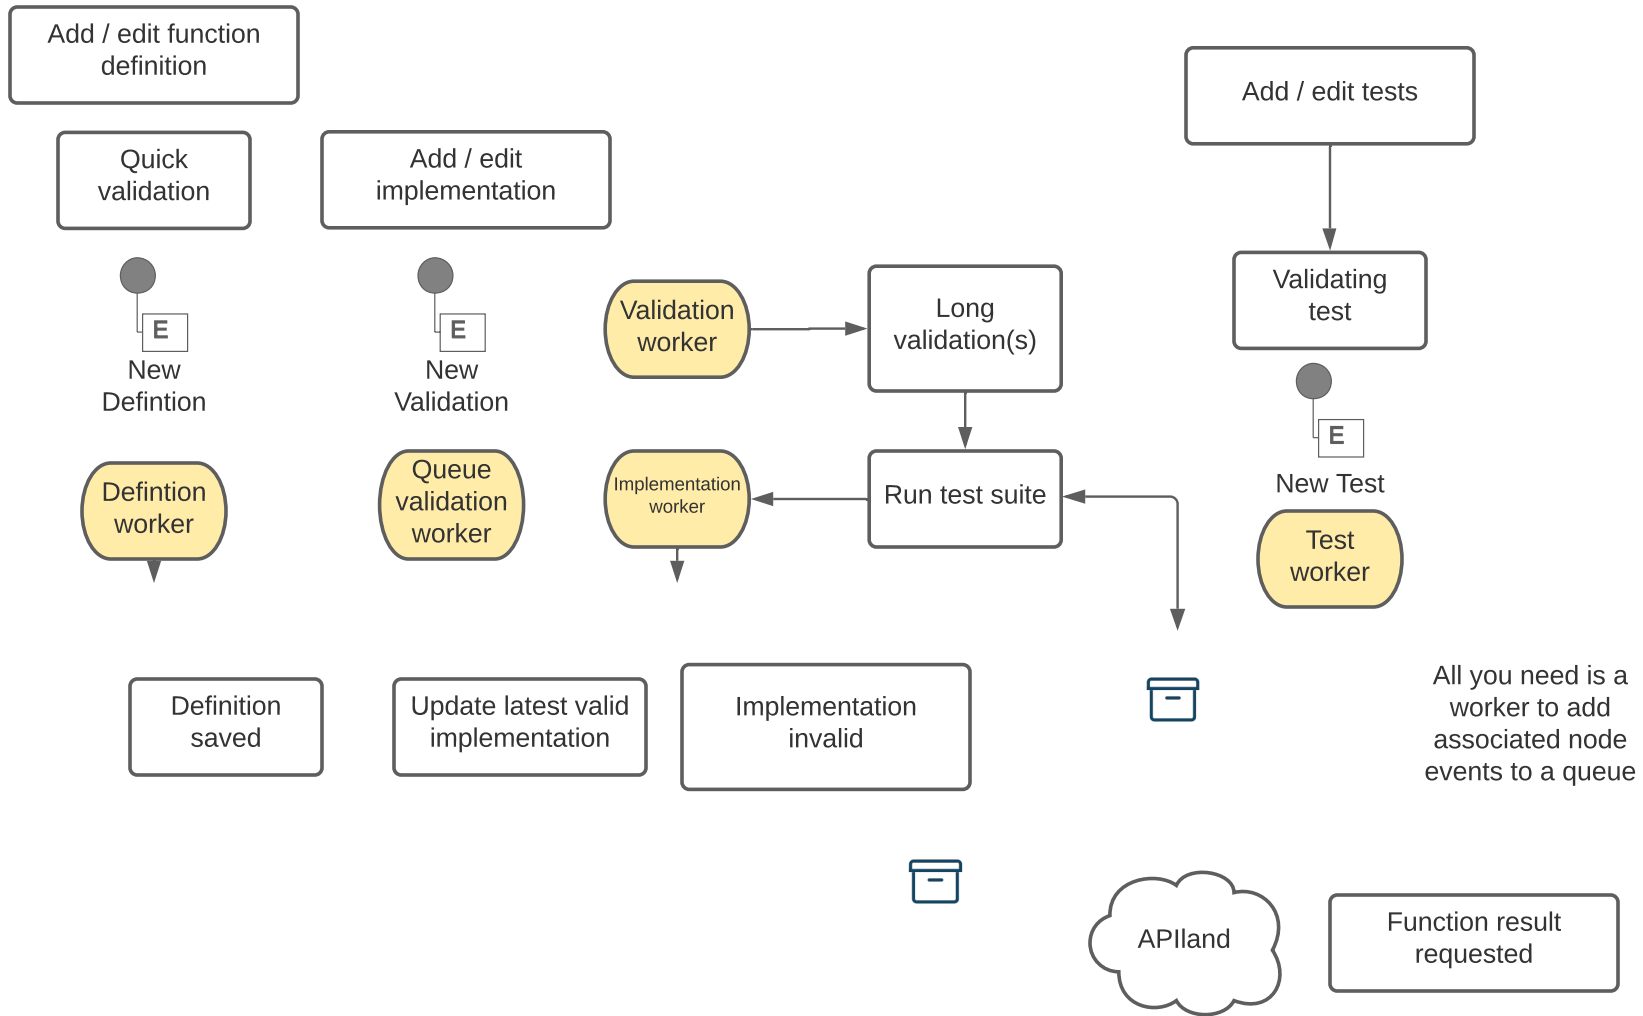 Add / edit function
definition
Add / edit tests
Quick
validation
Add / edit
implementation
Validating
test
Validation
worker
Long
validation(s)
E
New
Defintion
E
New
Validation
E
New Test
Defintion
worker
Queue
validation
worker
Implementation
worker
Run test suite
Test
worker
Definition
saved
Update latest valid
implementation
Implementation
invalid
All you need is a
worker to add
associated node
events to a queue
APIland
Function result
requested